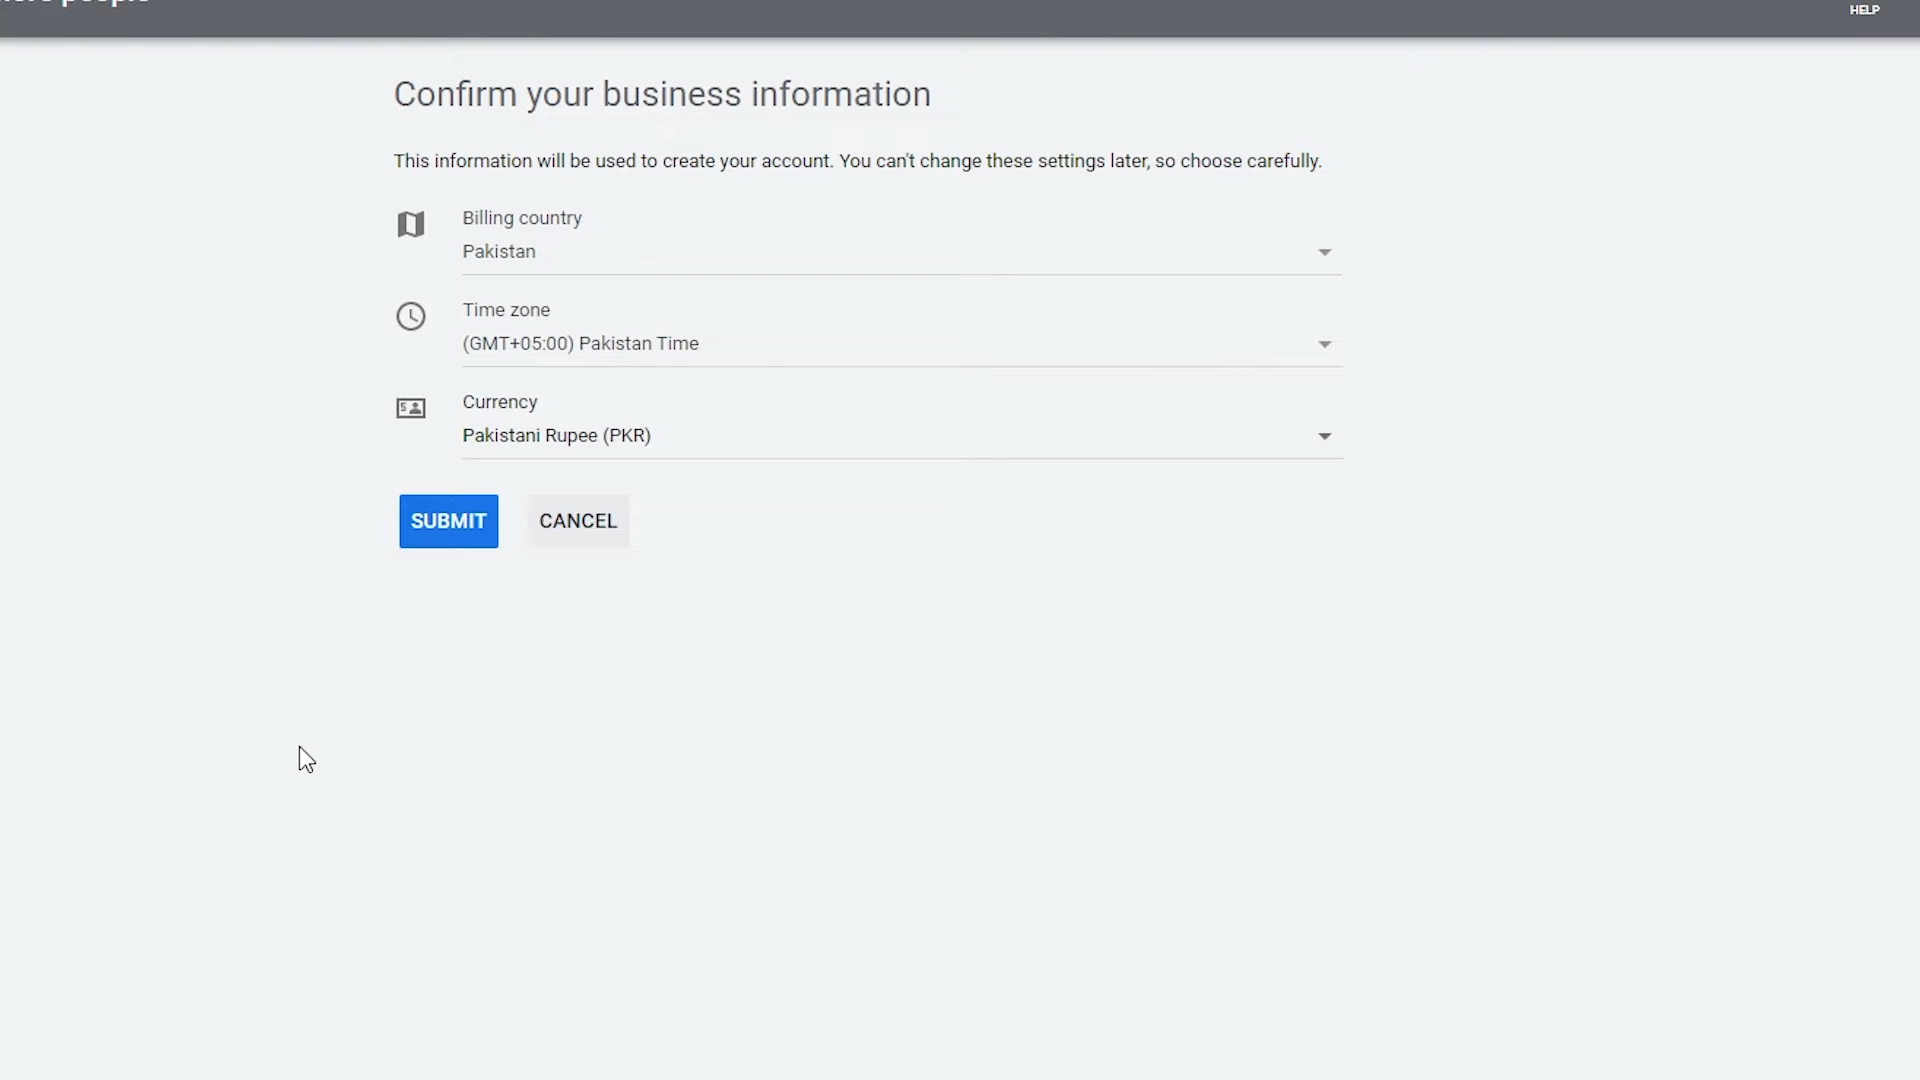 people
HELP
Confirm your business information
This information will be used to create your account. You can't change these settings later, so choose carefully.
Billing country
Pakistan
Time zone
(GMT+05:00) Pakistan Time
Currency
Pakistani Rupee (PKR)
SUBMIT
CANCEL